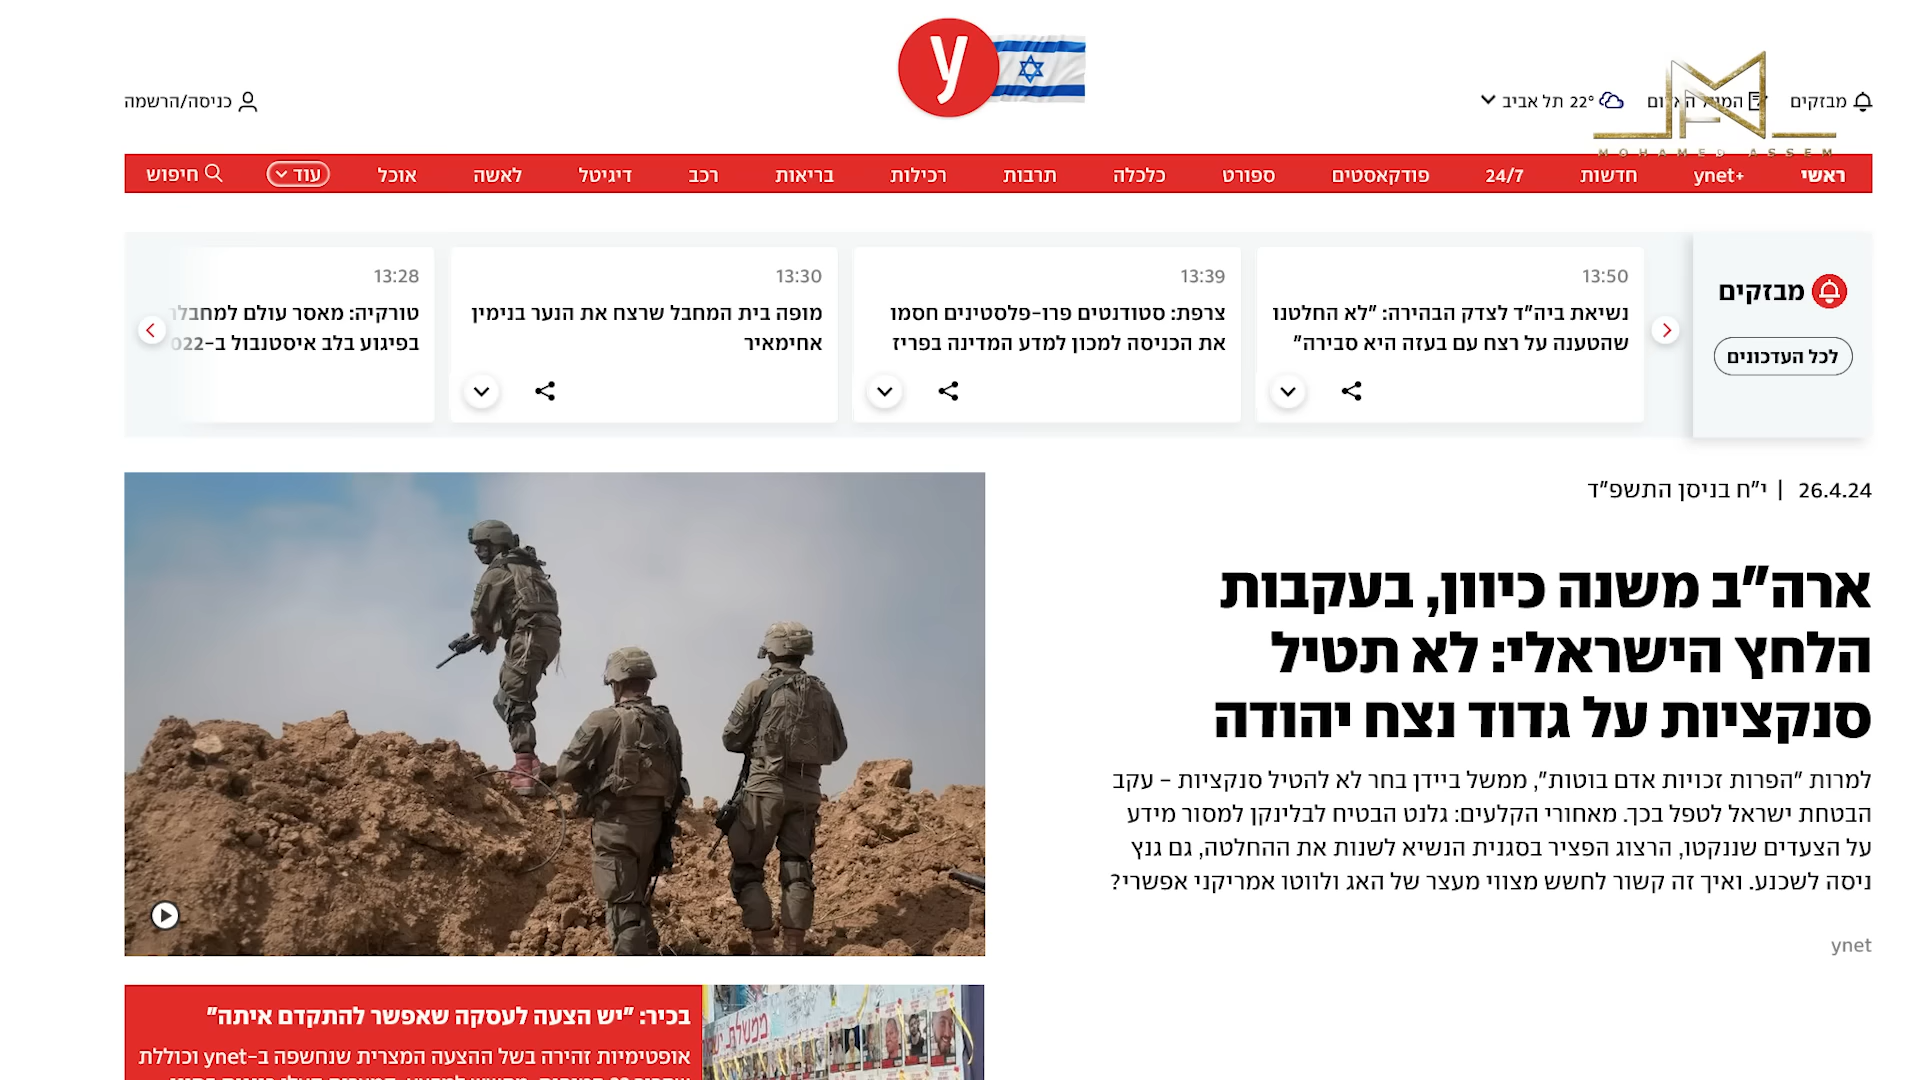 y
מבזקים
22° תל אביב
כניסה/הרשמה
MOHAMED ASSEM
ראשי
ynet+
חדשות
24/7
פודקאסטים
ספורט
כלכלה
תרבות
רכילות
בריאות
רכב
דיגיטל
לאשה
אוכל
עוד
חיפוש
מבזקים
לכל העדכונים
13:50
נשיאת ביה"ד לצדק הבהירה: "לא החלטנו
שהטענה על רצח עם בעזה היא סבירה"
13:39
צרפת: סטודנטים פרו-פלסטינים חסמו
את הכניסה למכון למדע המדינה בפריז
13:30
מופה בית המחבל שרצח את הנער בנימין
אחימאיר
13:28
טורקיה: מאסר עולם למחבלת
בפיגוע בלב איסטנבול ב-2022
26.4.24 | י"ח בניסן התשפ"ד
ארה"ב משנה כיוון, בעקבות
הלחץ הישראלי: לא תטיל
סנקציות על גדוד נצח יהודה
למרות "הפרות זכויות אדם בוטות", ממשל ביידן בחר לא להטיל סנקציות - עקב
הבטחת ישראל לטפל בכך. מאחורי הקלעים: גלנט הבטיח לבלינקן למסור מידע
על הצעדים שננקטו, הרצוג הפציר בסגנית הנשיא לשנות את ההחלטה, גם גנץ
ניסה לשכנע. ואיך זה קשור לחשש מצווי מעצר של האג ולווטו אמריקני אפשרי?
ynet
בכיר: "יש הצעה לעסקה שאפשר להתקדם איתה"
אופטימיות זהירה בשל ההצעה המצרית שנחשפה ב-ynet וכוללת